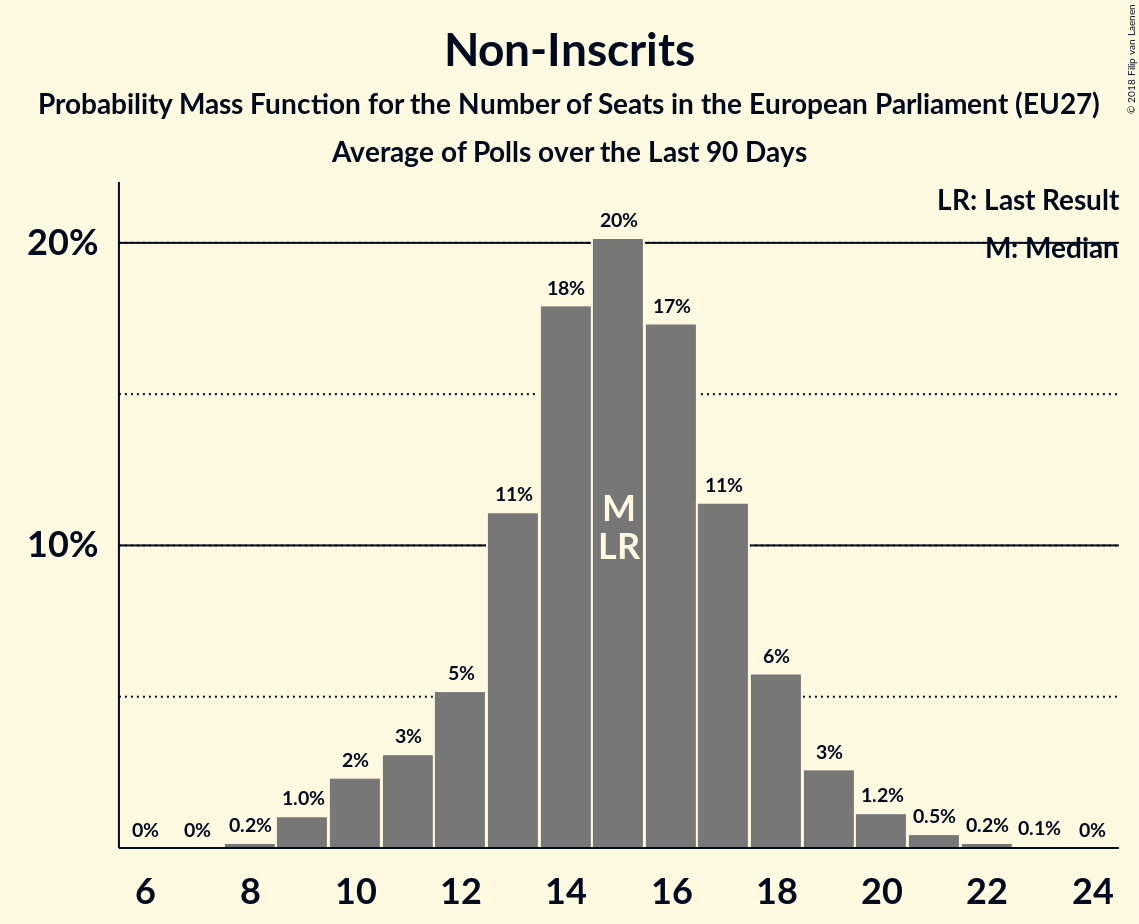 Non-Inscrits
Probability Mass Function for the Number of Seats in the European Parliament (EU27)
Average of Polls over the Last 90 Days
© 2018 Filip van Laenen
LR: Last Result
M: Median
20%
10%
0%
0%
0.2%
1.0%
2%
3%
5%
11%
18%
20%
17%
11%
6%
3%
1.2%
0.5%
0.2%
0.1%
0%
M
LR
6 8 10 12 14 16 18 20 22 24